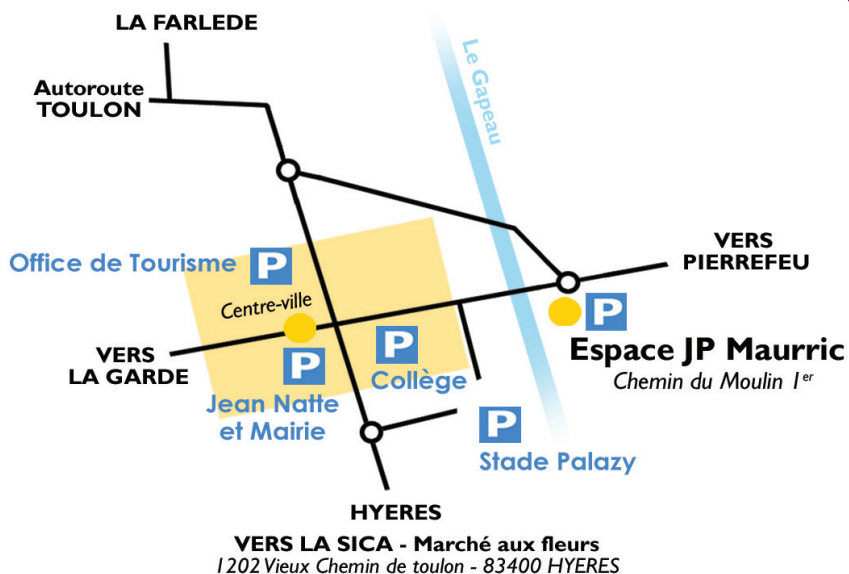 LA FARLEDE
Autoroute
TOULON
Le Gapeau
P
Office de Tourisme
VERS
PIERREFEU
Centre-ville
P
Espace JP Maurric
Chemin du Moulin 1er
VERS
LA GARDE
P
Jean Natte
et Mairie
P
Collège
P
Stade Palazy
HYERES
VERS LA SICA - Marché aux fleurs
1202 Vieux Chemin de toulon - 83400 HYERES